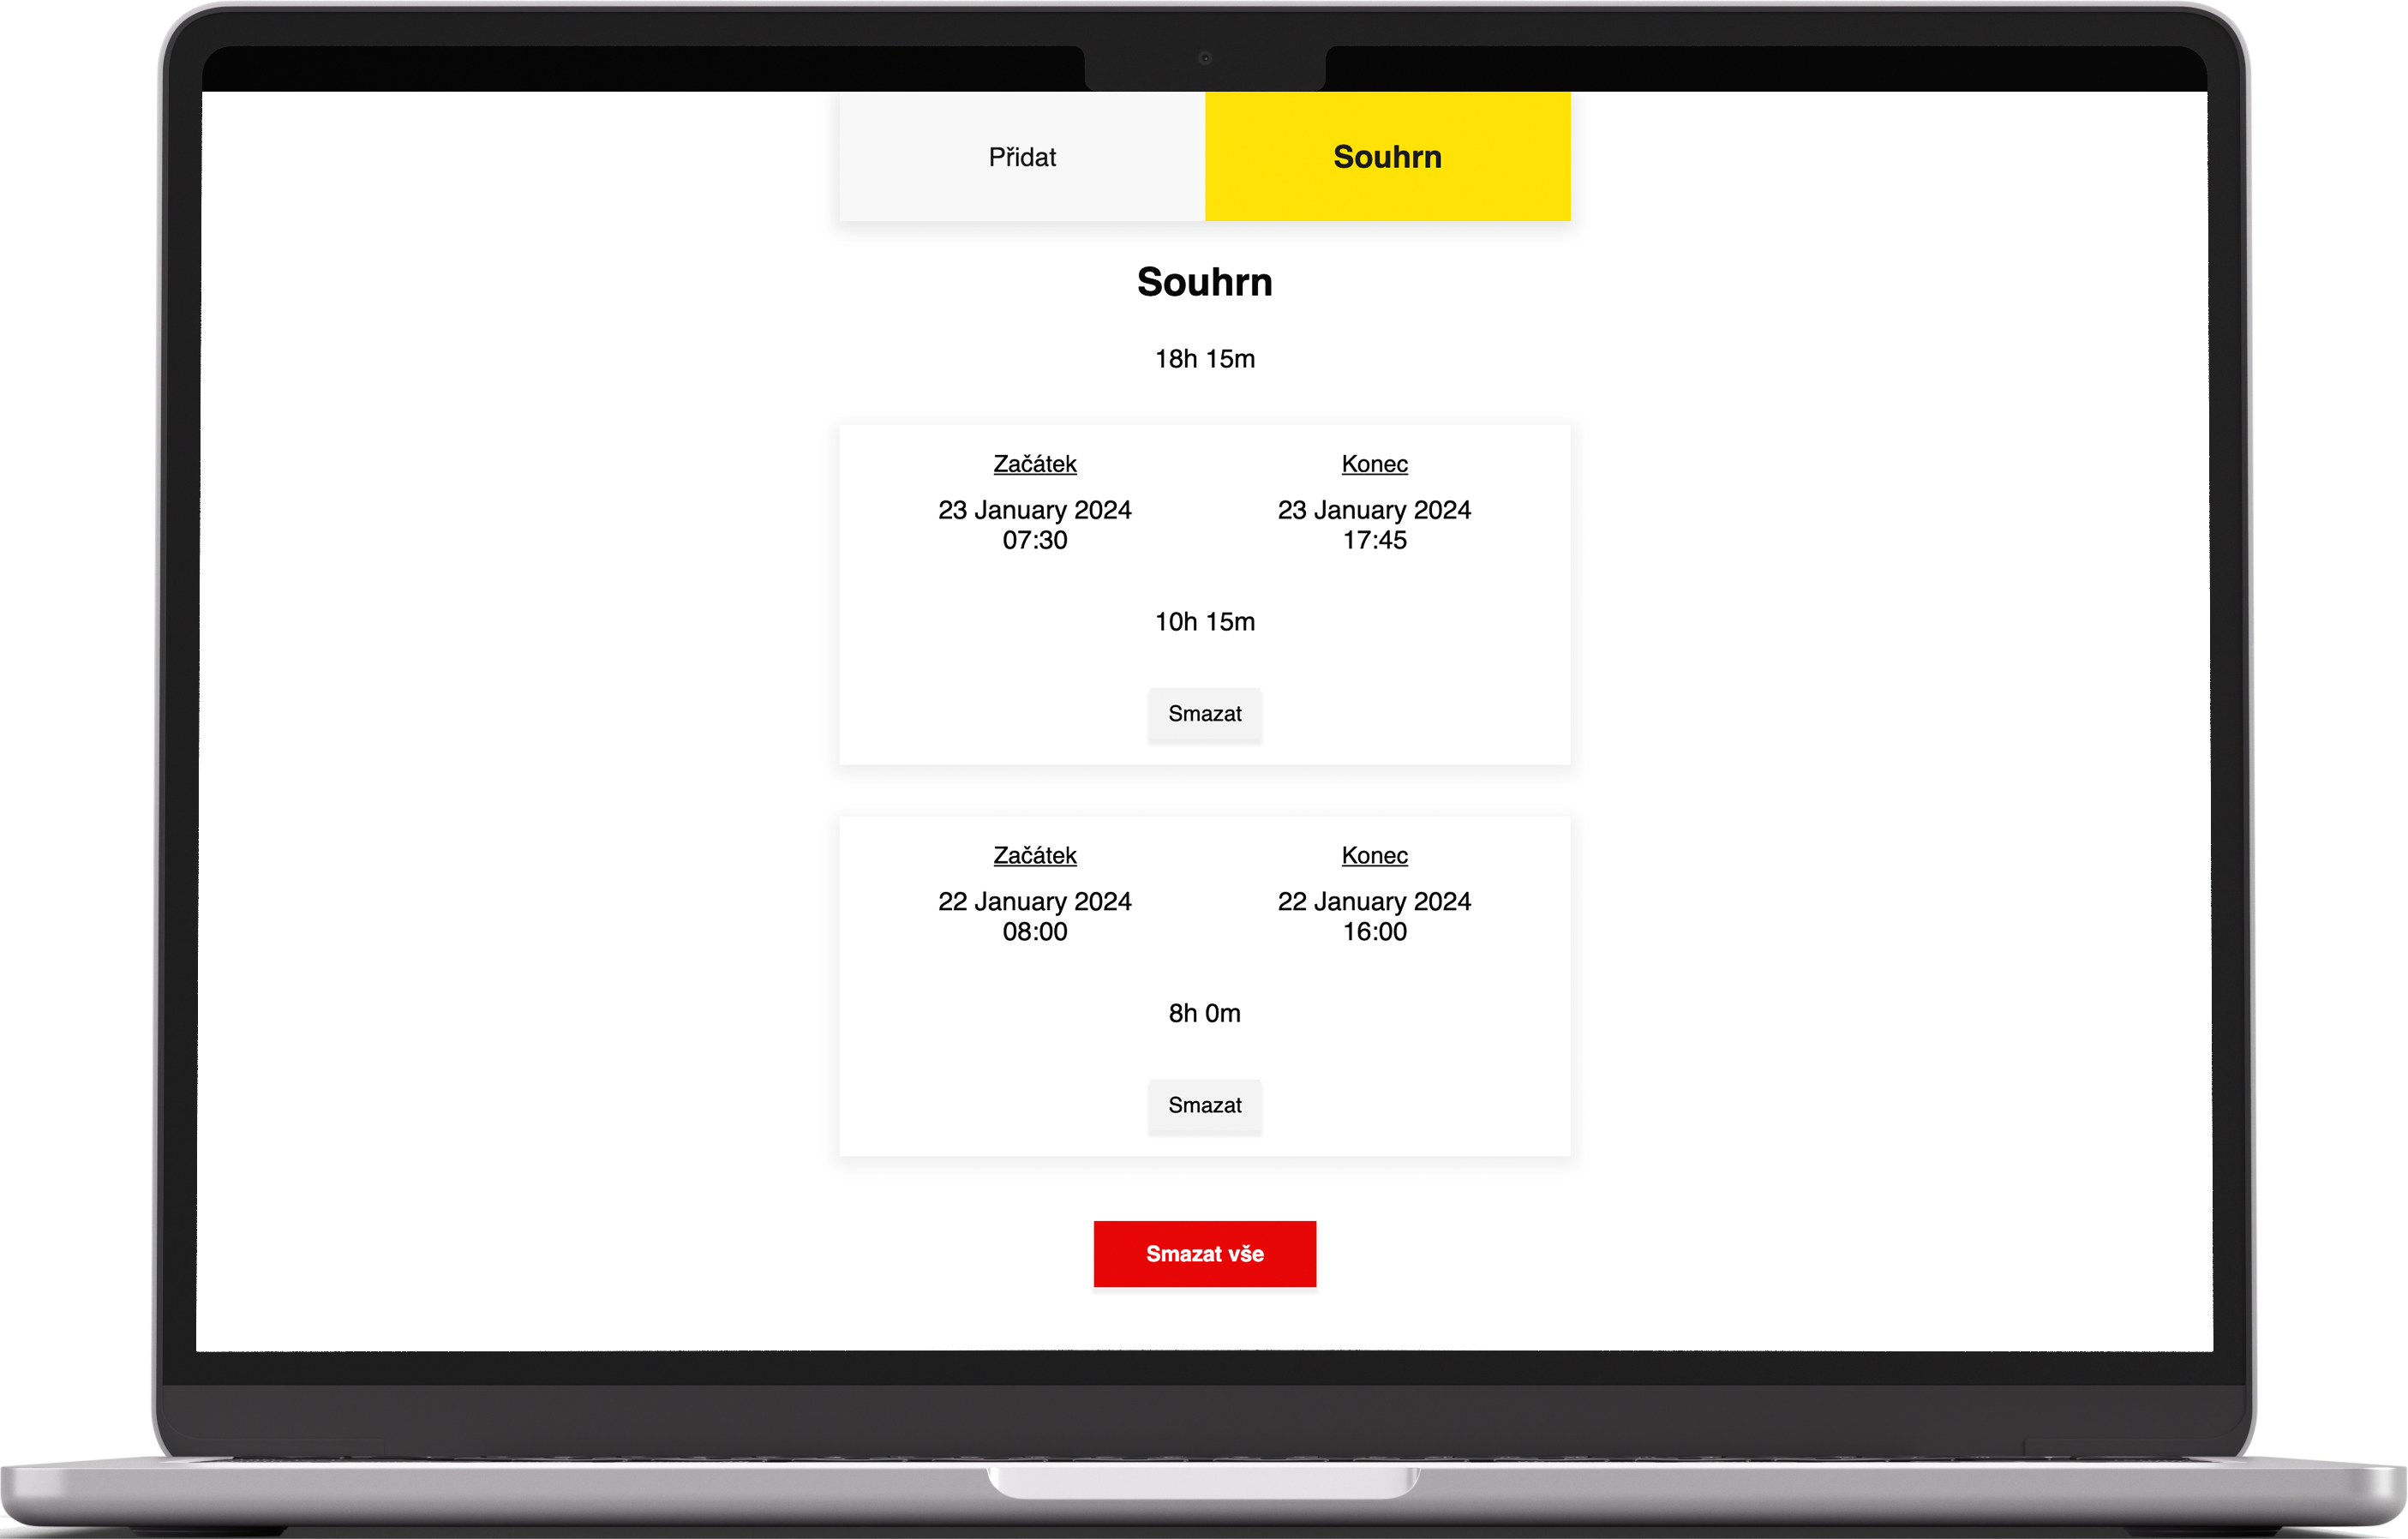 Přidat
Souhrn
Souhrn
18h 15m
Začátek
Konec
23 January 2024
07:30
23 January 2024
17:45
10h 15m
Smazat
Začátek
Konec
22 January 2024
08:00
22 January 2024
16:00
8h 0m
Smazat
Smazat vše